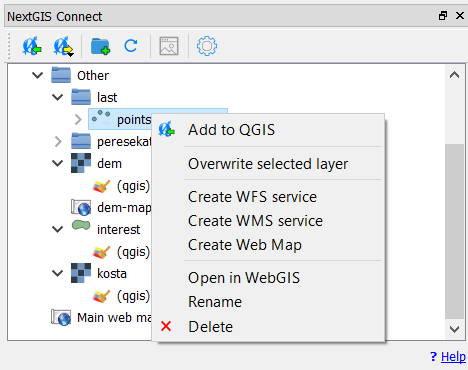 NextGIS Connect
Other
last
points
Add to QGIS
peresekat
Overwrite selected layer
dem
(qgis)
Create WFS service
dem-map
Create WMS service
interest
Create Web Map
(qgis)
kosta
Open in WebGIS
(qgis)
Rename
Main web ma
Delete
? Help